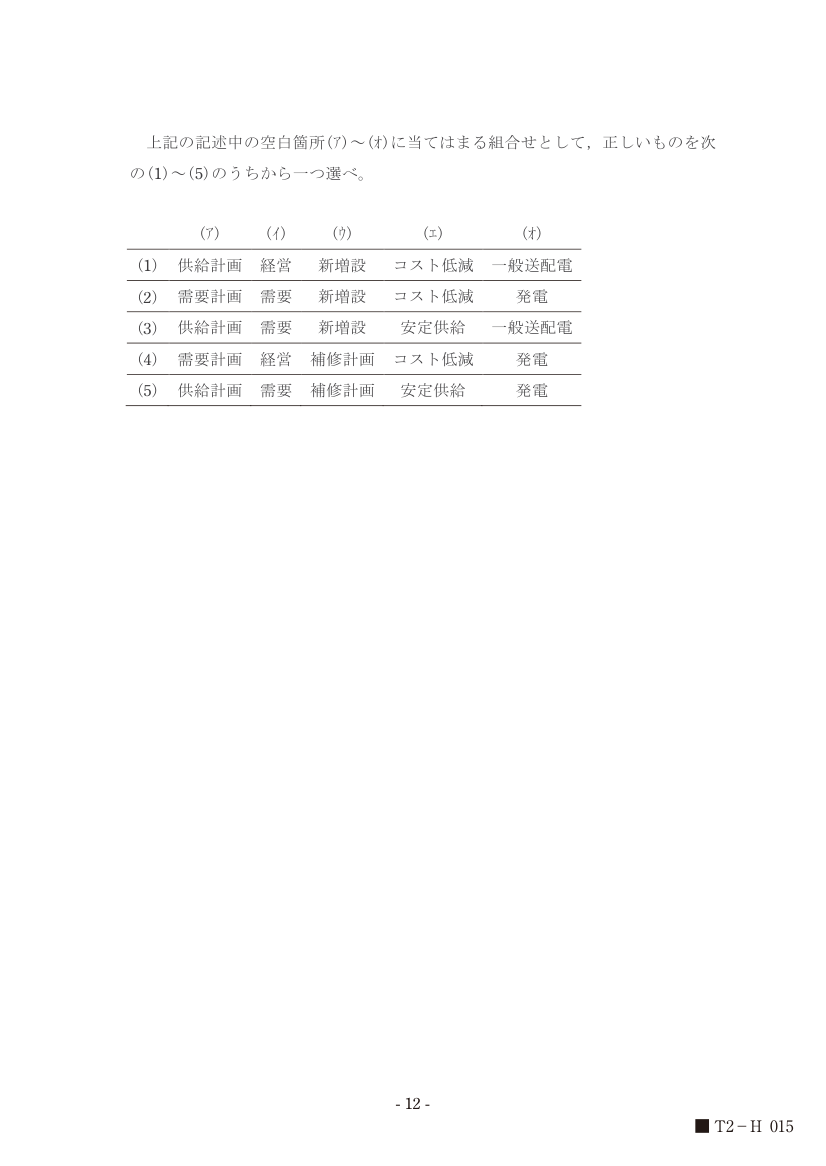 上記の記述中の空白箇所(ｱ)～(ｵ)に当てはまる組合せとして，正しいものを次
の(1)～(5)のうちから一つ選べ。
(ｱ) (ｲ) (ｳ) (ｴ) (ｵ)
(1) 供給計画 経営 新増設 コスト低減 一般送配電
(2) 需要計画 需要 新増設 コスト低減 発電
(3) 供給計画 需要 新増設 安定供給 一般送配電
(4) 需要計画 経営 補修計画 コスト低減 発電
(5) 供給計画 需要 補修計画 安定供給 発電
- 12 -
■ T2－H 015